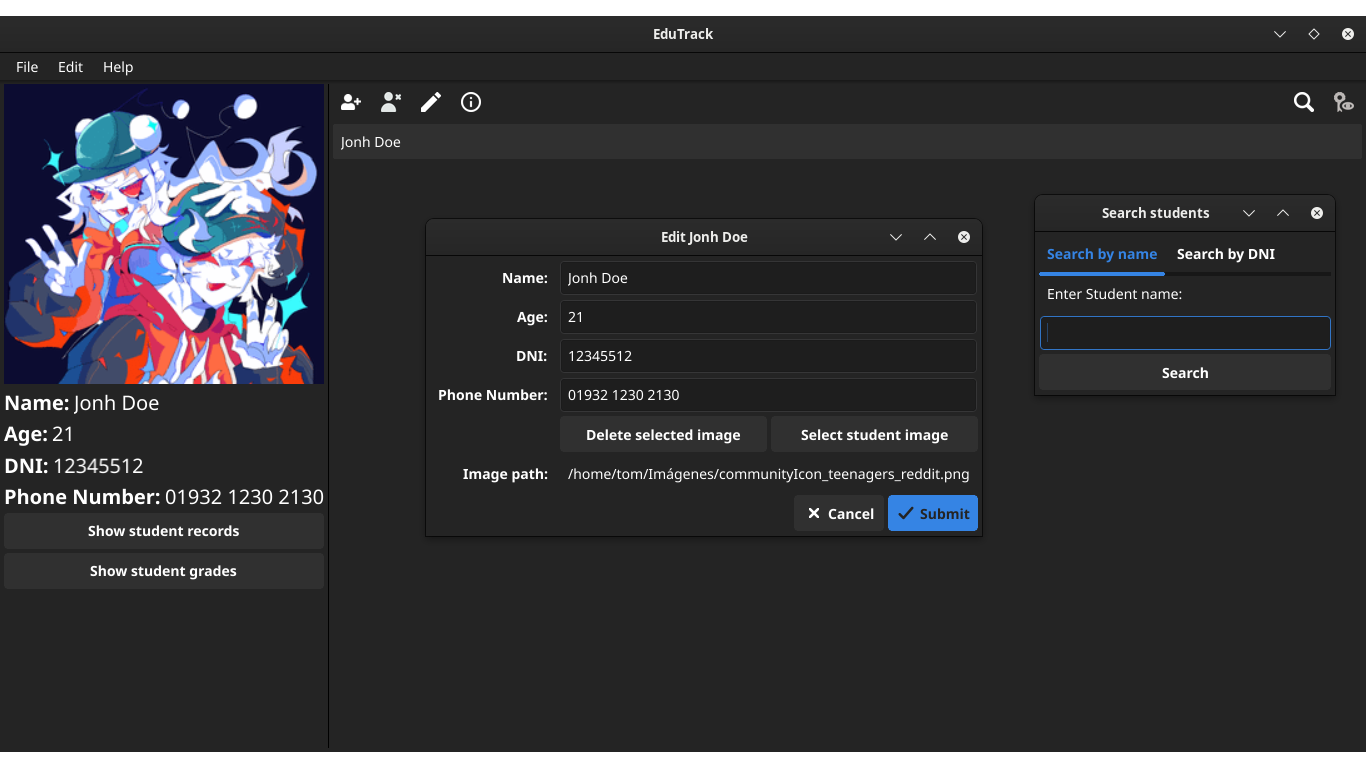 EduTrack
File Edit Help
Jonh Doe
Name: Jonh Doe
Age: 21
DNI: 12345512
Phone Number: 01932 1230 2130
Show student records
Show student grades
Edit Jonh Doe
Name: Jonh Doe
Age: 21
DNI: 12345512
Phone Number: 01932 1230 2130
Delete selected image Select student image
Image path: /home/tom/Imágenes/communityIcon_teenagers_reddit.png
Cancel Submit
Search students
Search by name Search by DNI
Enter Student name:
Search